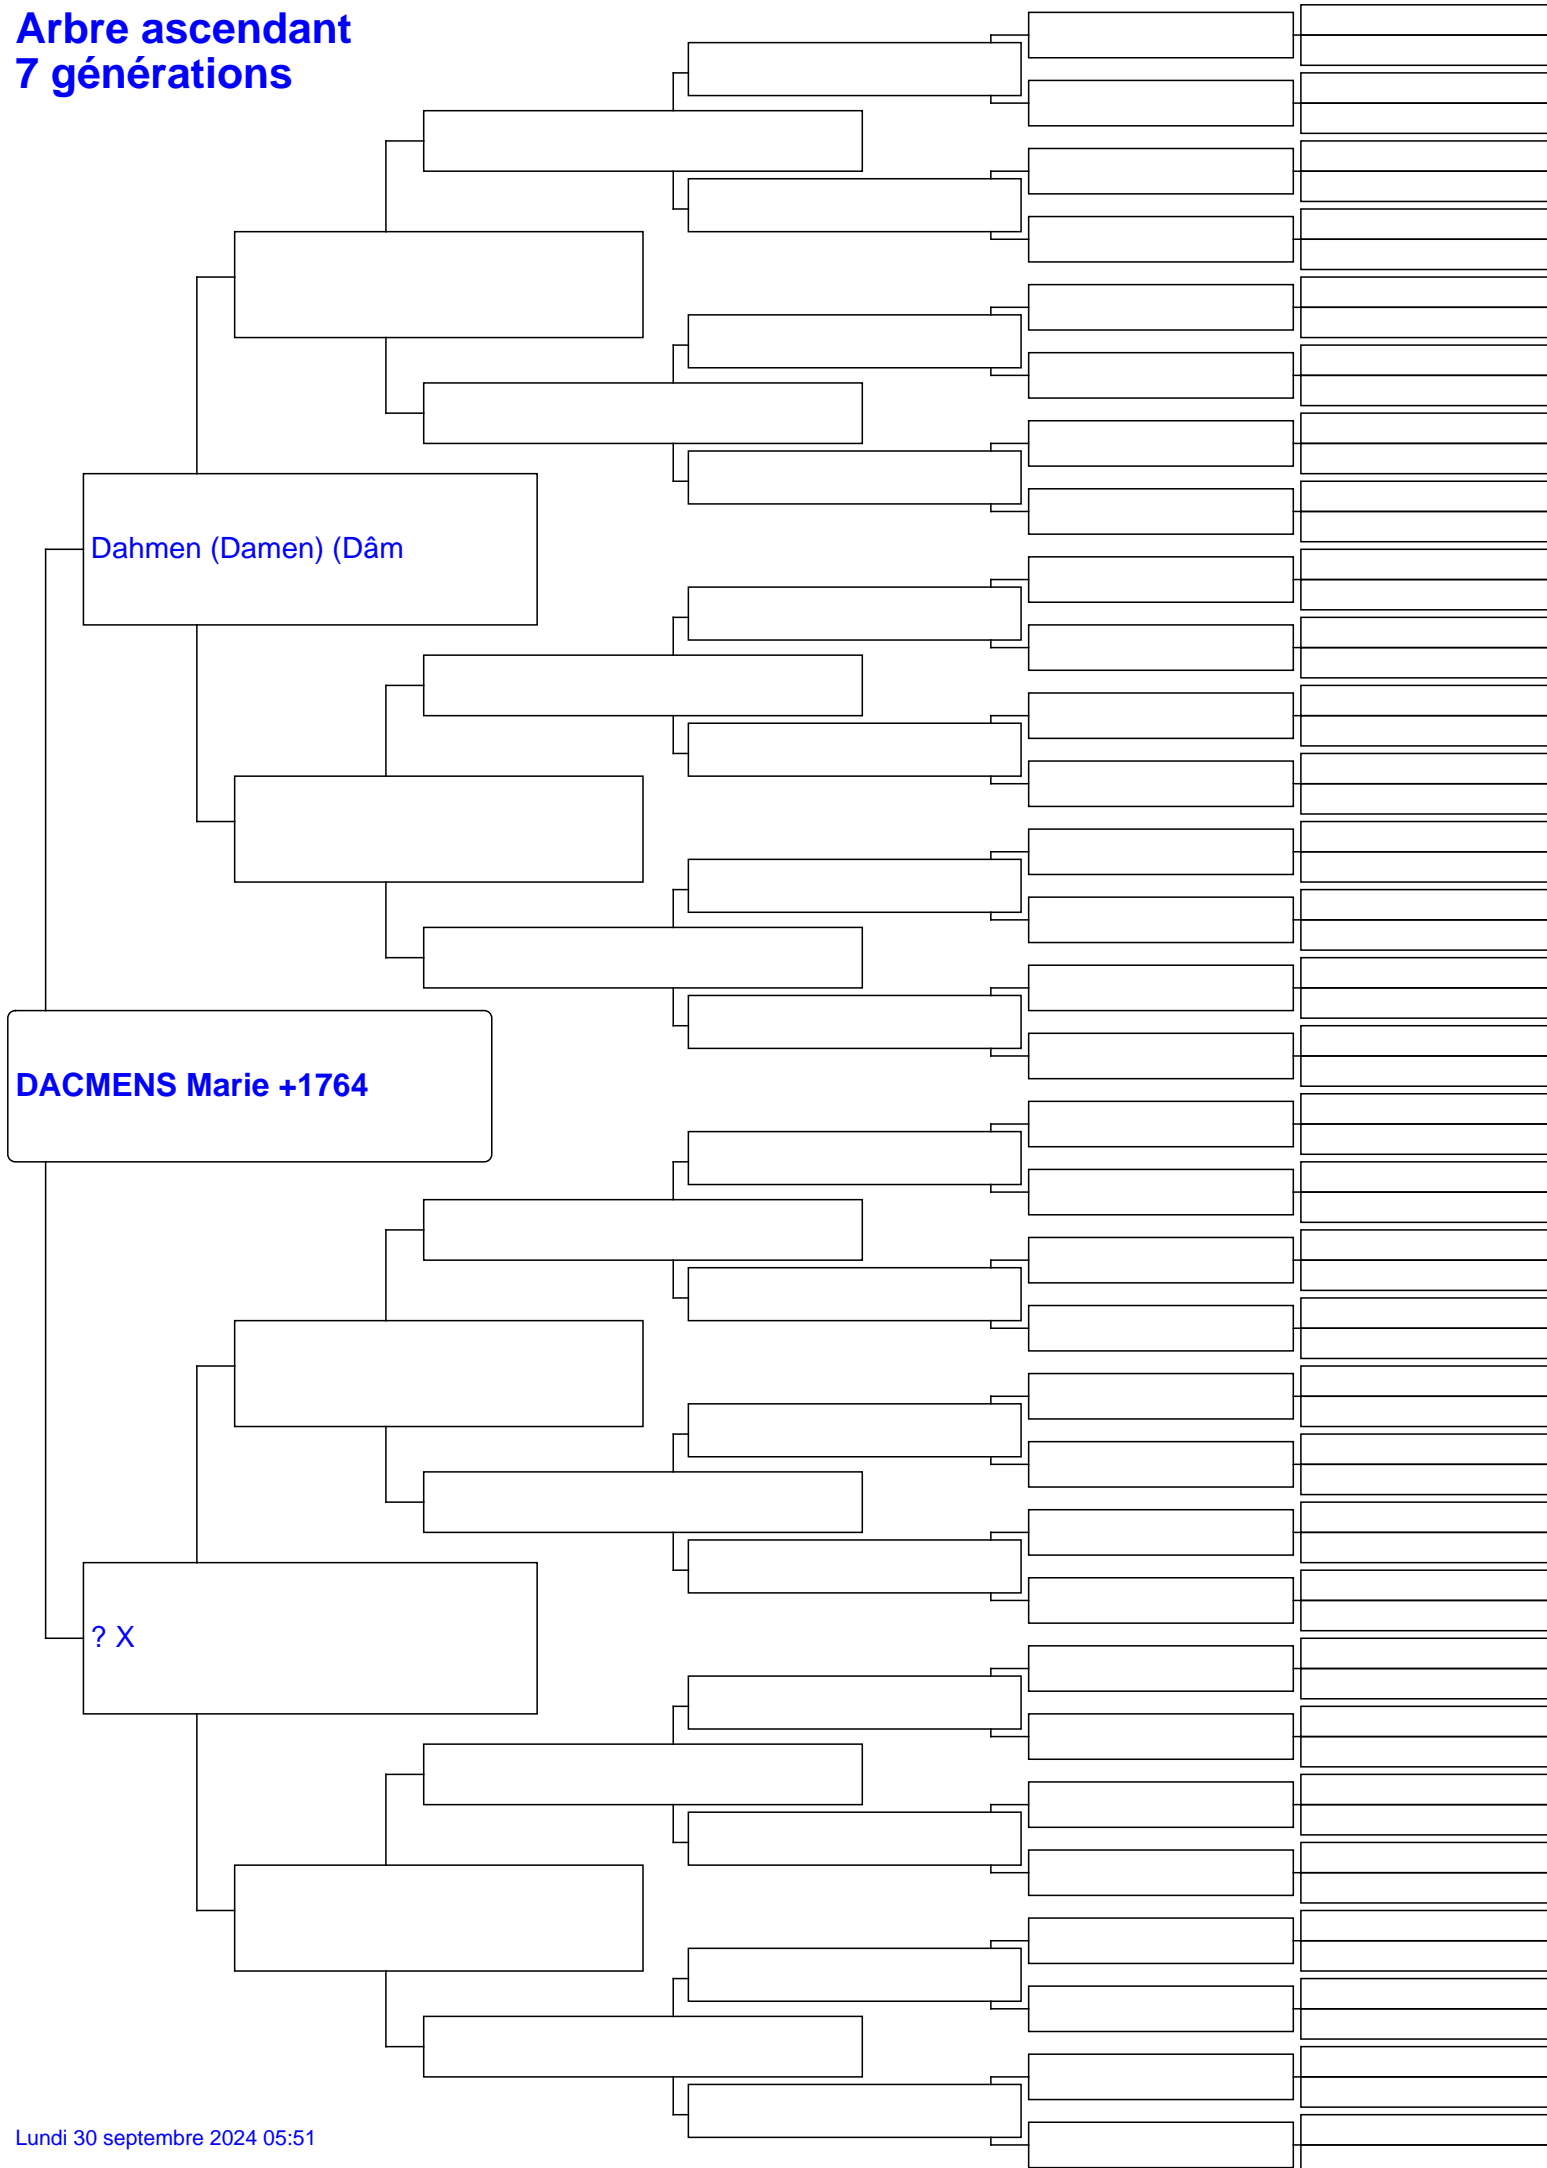 Arbre ascendant
7 générations
Dahmen (Damen) (Dâm
DACMENS Marie +1764
? X
Lundi 30 septembre 2024 05:51